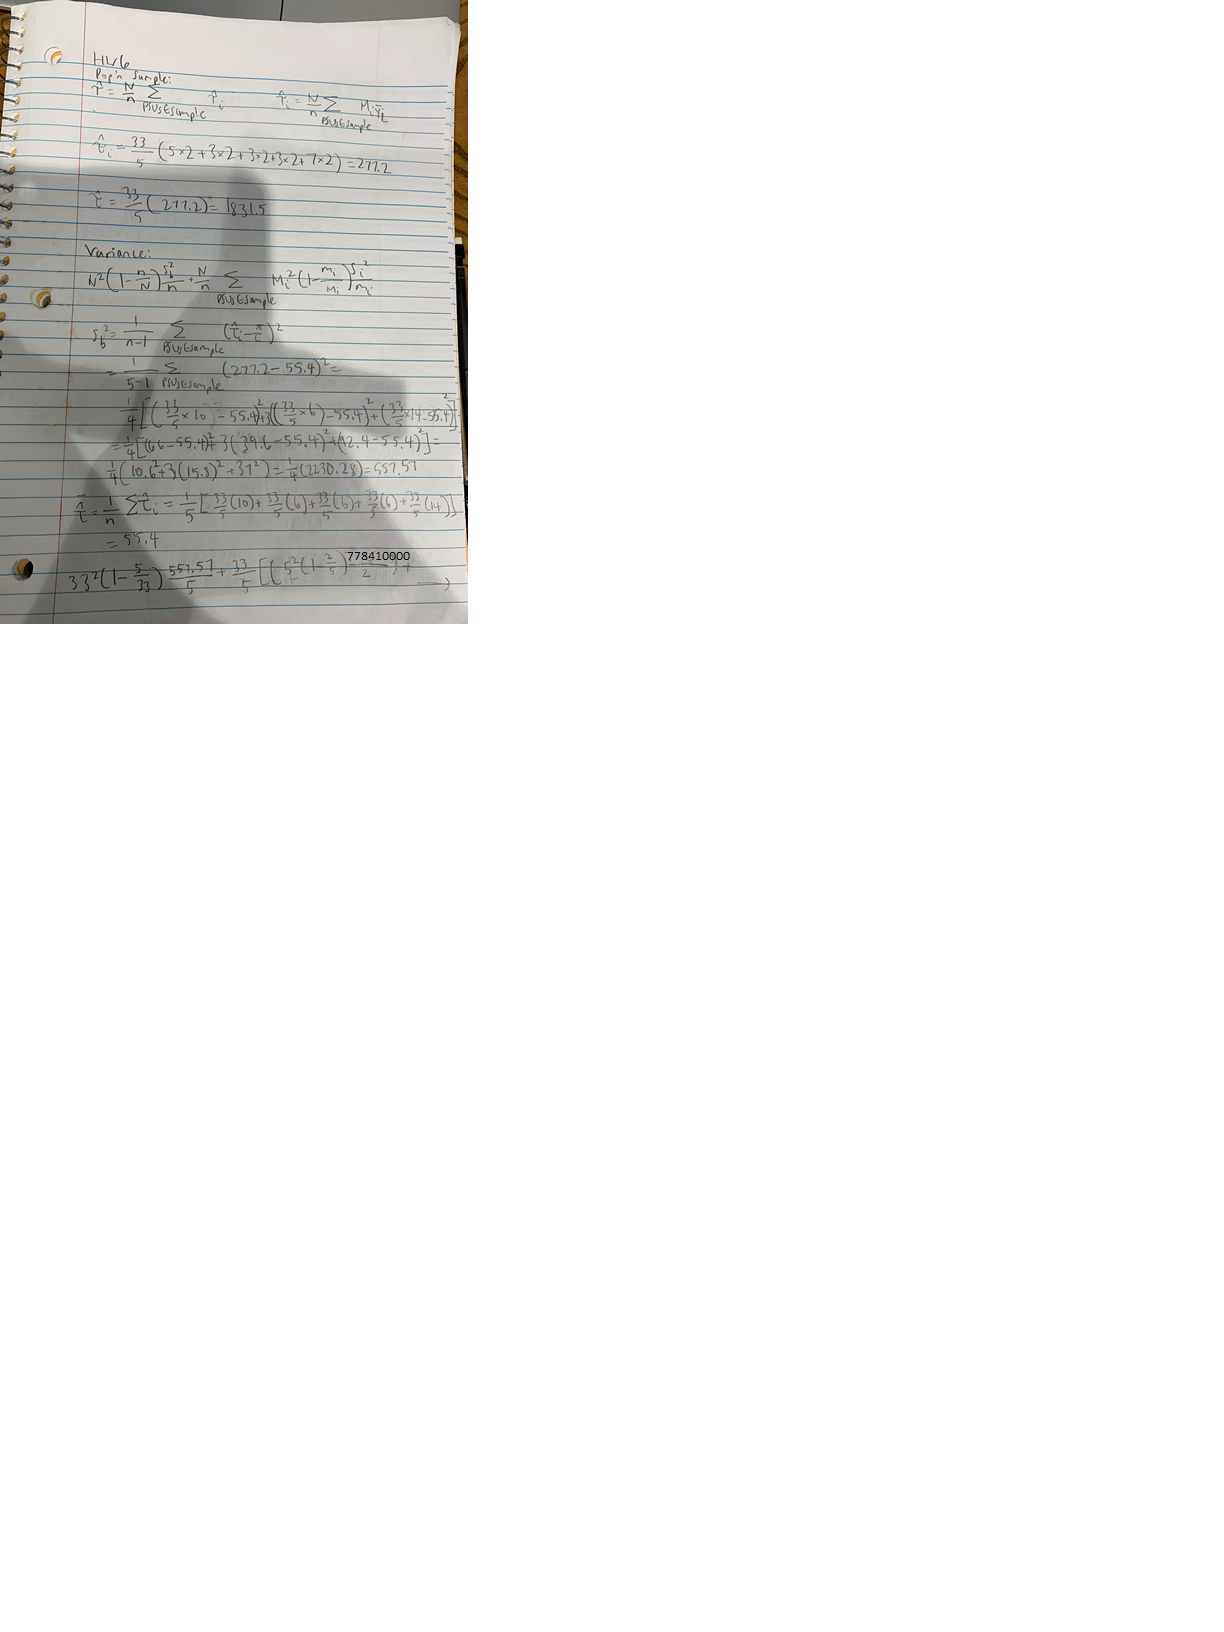 HW6
Pop'n Sample:
τ̂ = N/n Σ PSUs∈Sample τ̂i    τ̂i = N/n Σ PSUs∈Sample Mi ȳi
τ̂i = 33/5 (5×2+3×2+3×2+3×2+7×2) = 277.2
τ̂ = 33/5 (277.2) = 1831.5
Variance:
N²(1-n/N) Sb²/n + N/n Σ PSUs∈Sample Mi²(1-mi/Mi) Si²/mi
Sb² = 1/(n-1) Σ PSUs∈Sample (τ̂i - τ̂̄)²
= 1/(5-1) Σ PSUs∈Sample (277.2-55.4)² =
1/4 [(33/5×10 - 55.4)² + 3((33/5×6)-55.4)² + (33/5×14-55.4)²]
= 1/4 [(66-55.4)² + 3(39.6-55.4)² + (92.4-55.4)²] =
1/4 (10.6²+3(15.8)²+37²) = 1/4 (2230.28) = 557.57
τ̂̄ = 1/n Στ̂i = 1/5 [33/5(10) + 33/5(6) + 33/5(6) + 33/5(6) + 33/5(14)]
= 55.4
33²(1-5/33) 557.57/5 + 33/5 [(5²(1-2/5) 778410000/2) + →